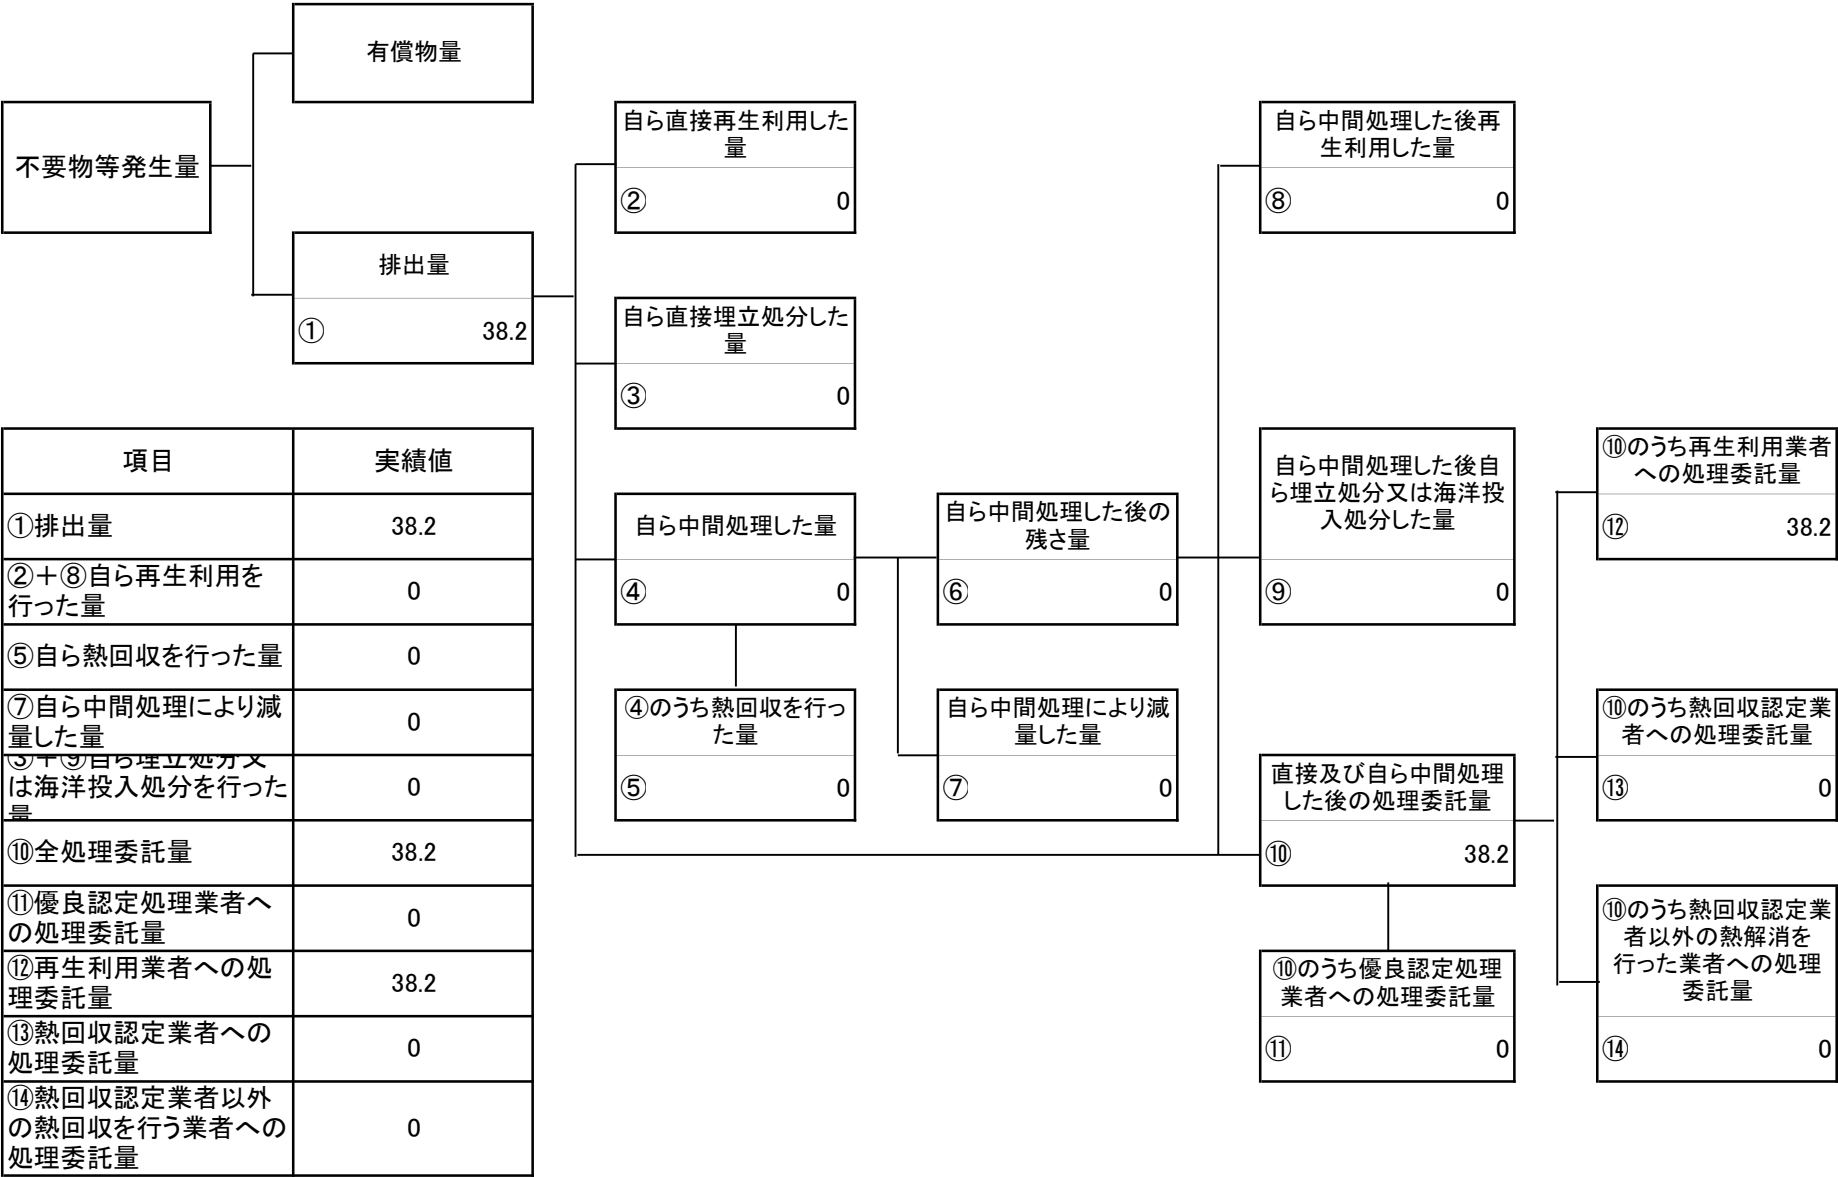 有償物量
不要物等発生量
排出量
① 38.2
自ら直接再生利用した
量
② 0
自ら直接埋立処分した
量
③ 0
自ら中間処理した量
④ 0
④のうち熱回収を行っ
た量
⑤ 0
自ら中間処理した後の
残さ量
⑥ 0
自ら中間処理により減
量した量
⑦ 0
自ら中間処理した後再
生利用した量
⑧ 0
自ら中間処理した後自
ら埋立処分又は海洋投
入処分した量
⑨ 0
直接及び自ら中間処理
した後の処理委託量
⑩ 38.2
⑩のうち優良認定処理
業者への処理委託量
⑪ 0
⑩のうち再生利用業者
への処理委託量
⑫ 38.2
⑩のうち熱回収認定業
者への処理委託量
⑬ 0
⑩のうち熱回収認定業
者以外の熱解消を
行った業者への処理
委託量
⑭ 0
項目 実績値
①排出量 38.2
②＋⑧自ら再生利用を
行った量 0
⑤自ら熱回収を行った量 0
⑦自ら中間処理により減
量した量 0
③＋⑨自ら埋立処分又
は海洋投入処分を行った
量 0
⑩全処理委託量 38.2
⑪優良認定処理業者へ
の処理委託量 0
⑫再生利用業者への処
理委託量 38.2
⑬熱回収認定業者への
処理委託量 0
⑭熱回収認定業者以外
の熱回収を行う業者への
処理委託量 0